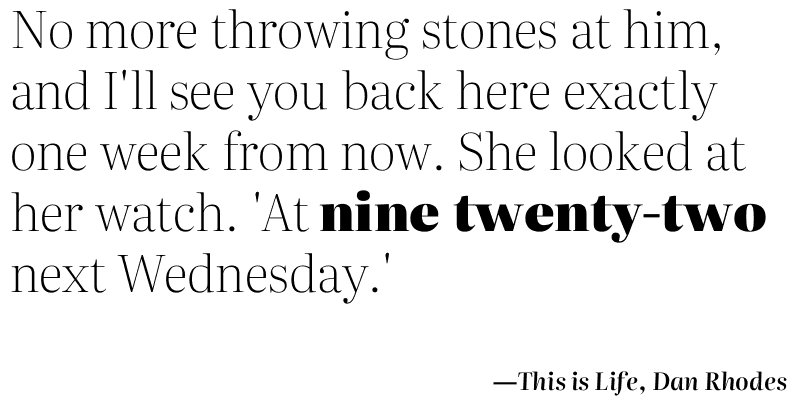 No more throwing stones at him,
and I'll see you back here exactly
one week from now. She looked at
her watch. 'At nine twenty-two
next Wednesday.'
—This is Life, Dan Rhodes